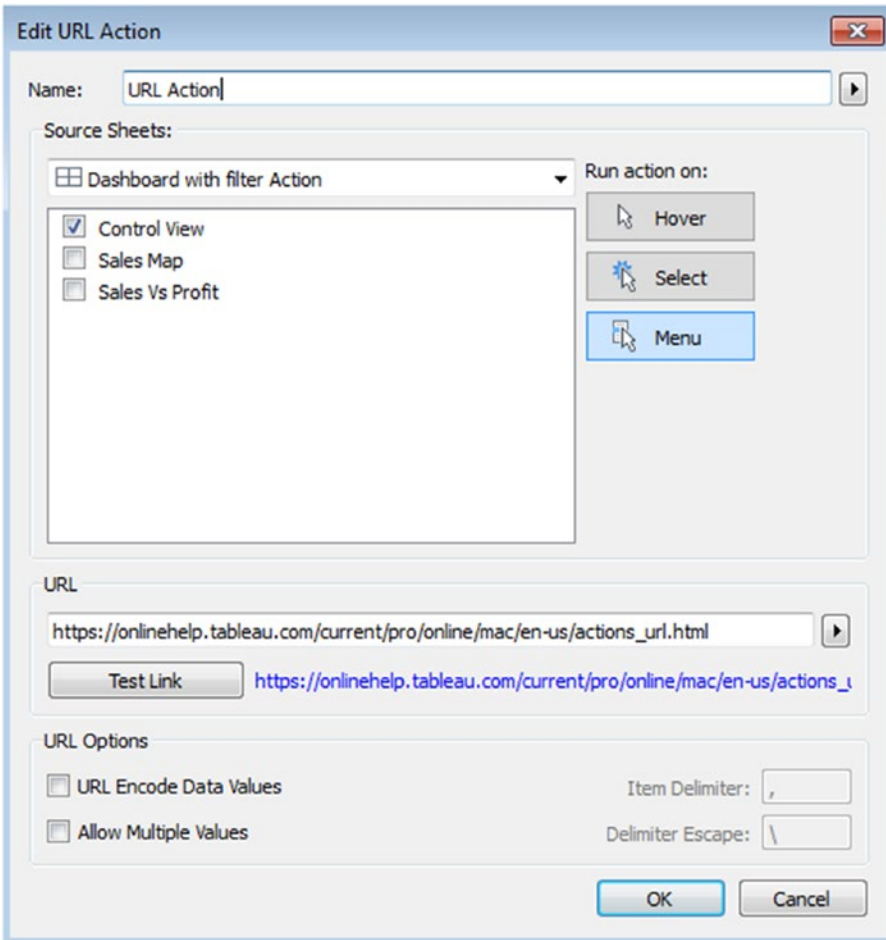 Edit URL Action
Name: URL Action
Source Sheets:
Dashboard with filter Action
Run action on:
Control View
Sales Map
Sales Vs Profit
Hover
Select
Menu
URL
https://onlinehelp.tableau.com/current/pro/online/mac/en-us/actions_url.html
Test Link https://onlinehelp.tableau.com/current/pro/online/mac/en-us/actions_u
URL Options
URL Encode Data Values Item Delimiter: ,
Allow Multiple Values Delimiter Escape: \
OK Cancel